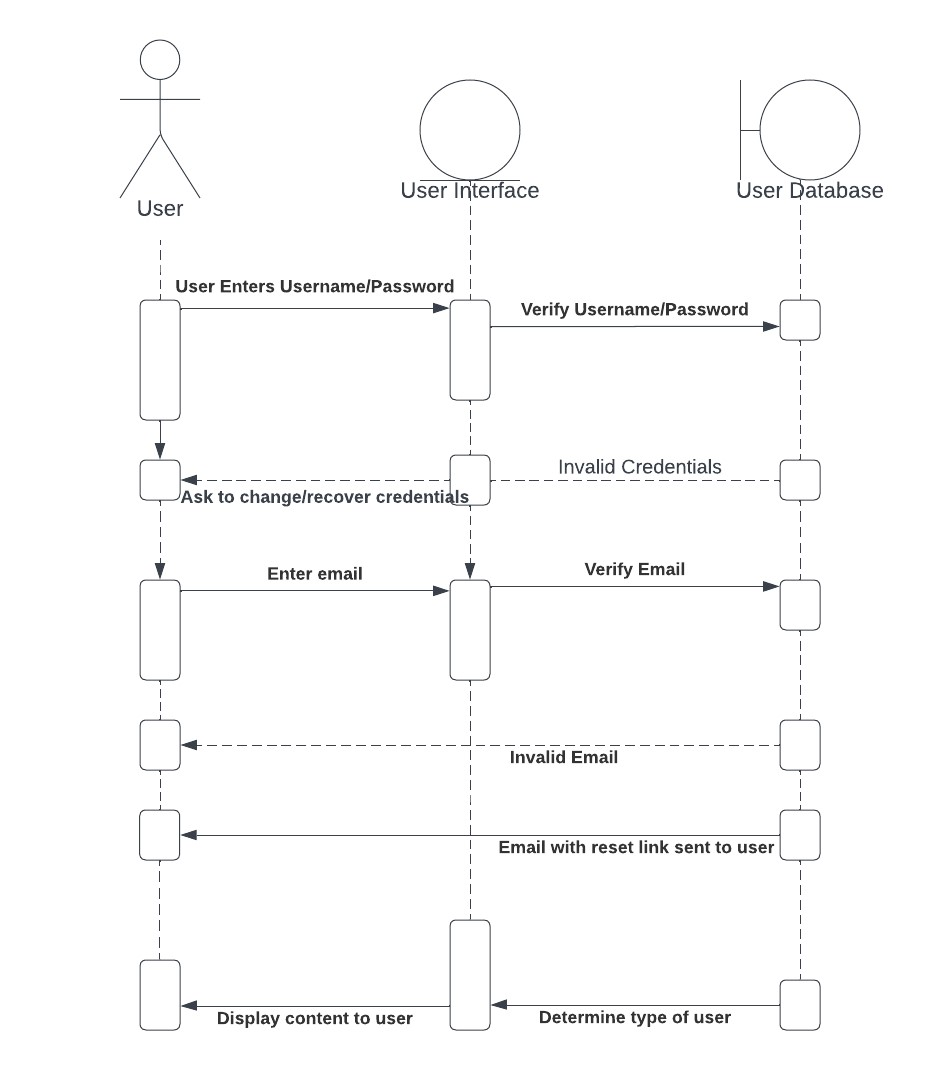 User
User Interface
User Database
User Enters Username/Password
Verify Username/Password
Invalid Credentials
Ask to change/recover credentials
Enter email
Verify Email
Invalid Email
Email with reset link sent to user
Display content to user
Determine type of user